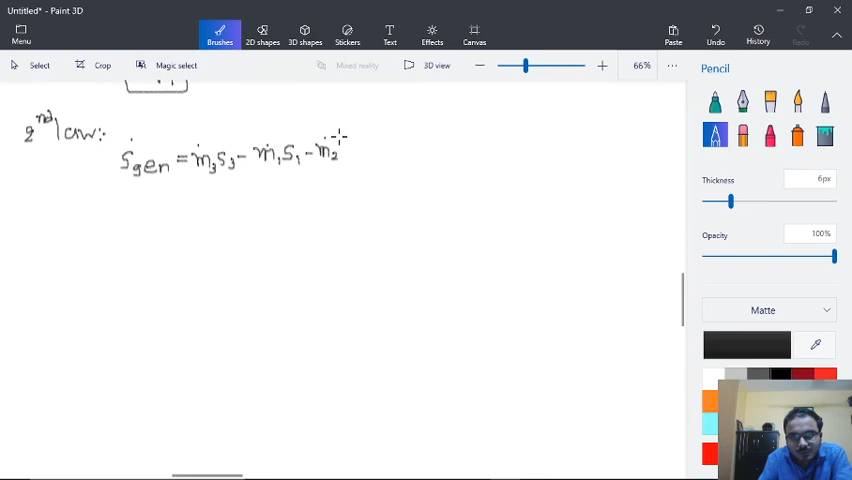 Untitled* - Paint 3D
Menu
Brushes
2D shapes
3D shapes
Stickers
Text
Effects
Canvas
Paste
Undo
History
Redo
Select
Crop
Magic select
Mixed reality
3D view
66%
Pencil
Thickness
6px
Opacity
100%
Matte
2nd law:
Ṡgen = ṁ₃s₃ - ṁ₁s₁ - ṁ₂